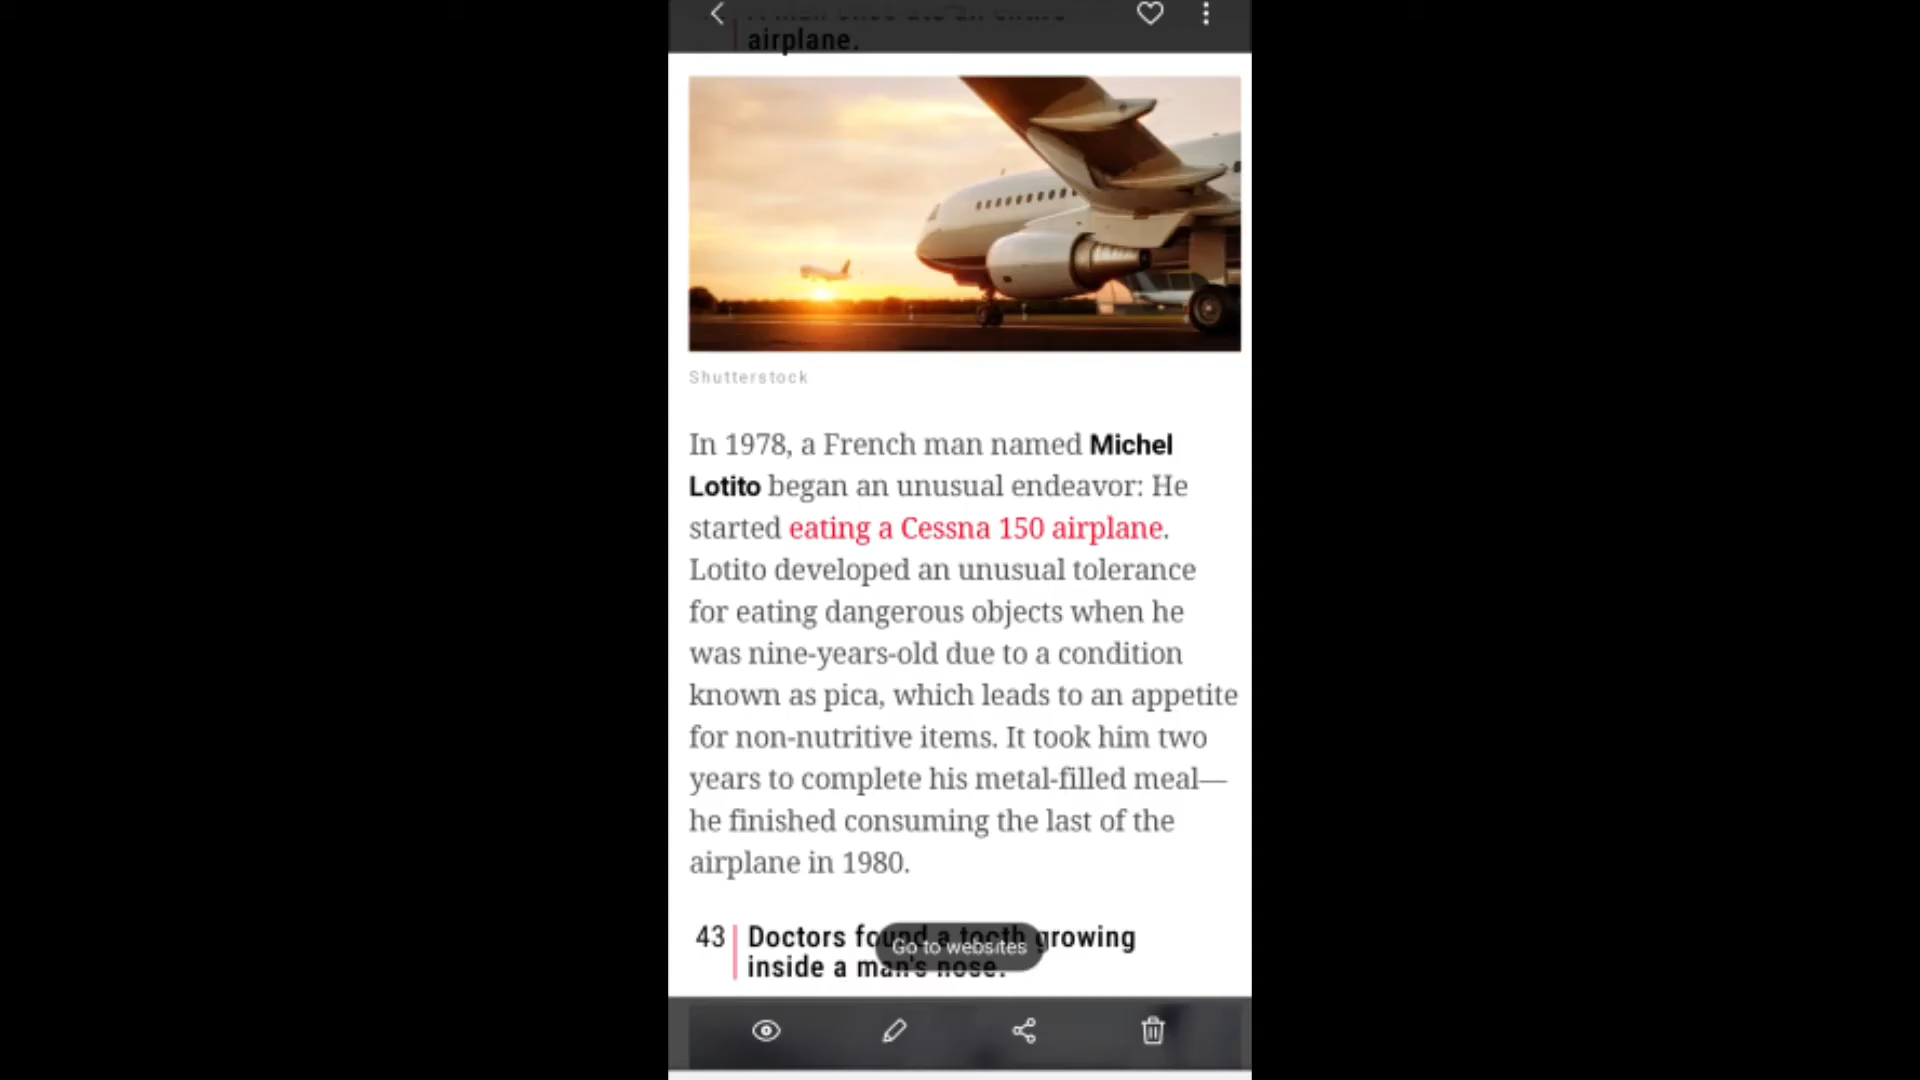 airplane.
Shutterstock
In 1978, a French man named Michel
Lotito began an unusual endeavor: He
started eating a Cessna 150 airplane.
Lotito developed an unusual tolerance
for eating dangerous objects when he
was nine-years-old due to a condition
known as pica, which leads to an appetite
for non-nutritive items. It took him two
years to complete his metal-filled meal—
he finished consuming the last of the
airplane in 1980.
43 Doctors found a tooth growing
inside a man's nose.
Go to websites